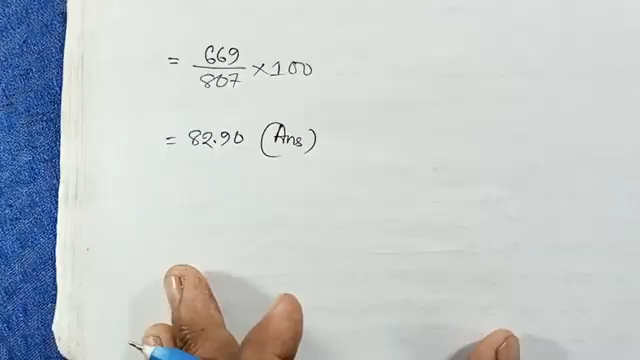 = 669/807 × 100
= 82.90 (Ans)